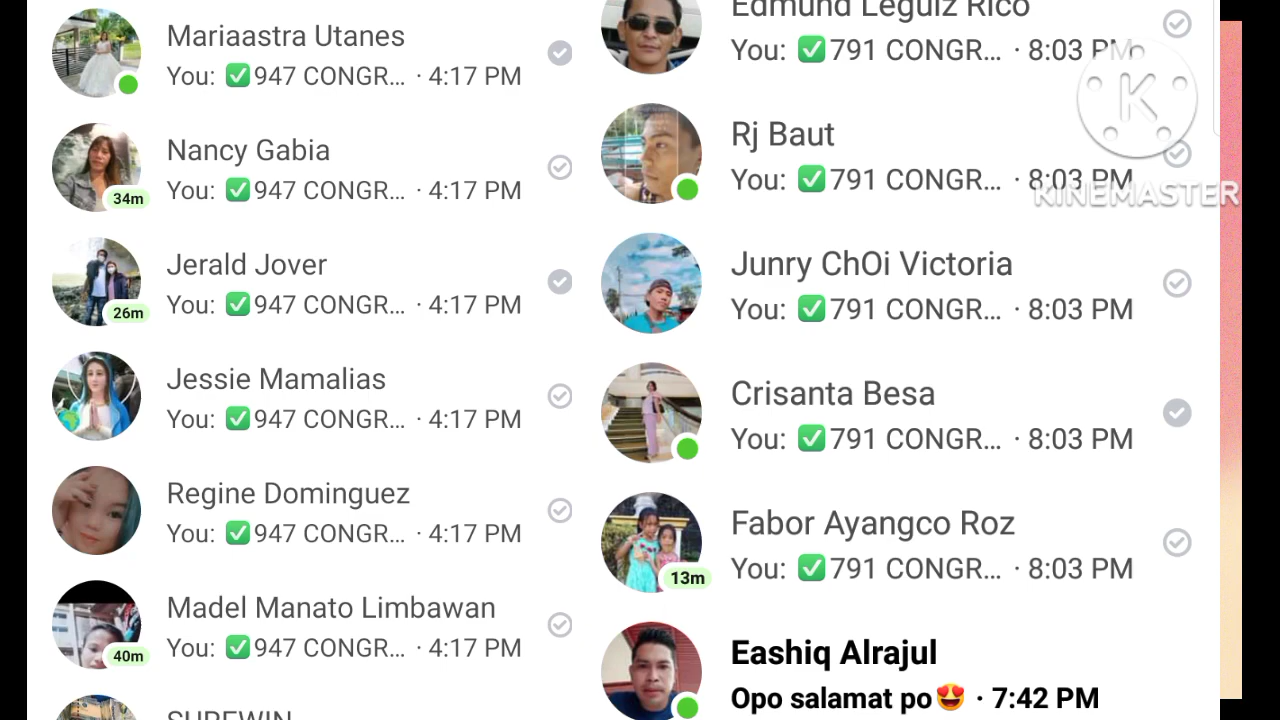 Mariaastra Utanes
You: ✅947 CONGR... · 4:17 PM
Nancy Gabia
You: ✅947 CONGR... · 4:17 PM
34m
Jerald Jover
You: ✅947 CONGR... · 4:17 PM
26m
Jessie Mamalias
You: ✅947 CONGR... · 4:17 PM
Regine Dominguez
You: ✅947 CONGR... · 4:17 PM
Madel Manato Limbawan
You: ✅947 CONGR... · 4:17 PM
40m
SUREWIN
Edmund Leguiz Rico
You: ✅791 CONGR... · 8:03 PM
Rj Baut
You: ✅791 CONGR... · 8:03 PM
Junry ChOi Victoria
You: ✅791 CONGR... · 8:03 PM
Crisanta Besa
You: ✅791 CONGR... · 8:03 PM
Fabor Ayangco Roz
You: ✅791 CONGR... · 8:03 PM
13m
Eashiq Alrajul
Opo salamat po😍 · 7:42 PM
K
KINEMASTER